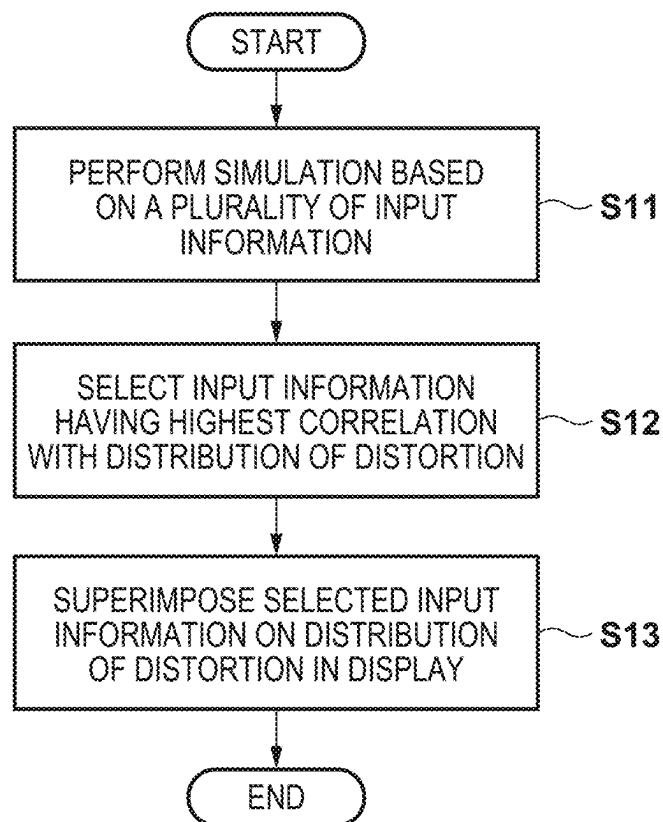 START
PERFORM SIMULATION BASED
ON A PLURALITY OF INPUT
INFORMATION
S11
SELECT INPUT INFORMATION
HAVING HIGHEST CORRELATION
WITH DISTRIBUTION OF DISTORTION
S12
SUPERIMPOSE SELECTED INPUT
INFORMATION ON DISTRIBUTION
OF DISTORTION IN DISPLAY
S13
END